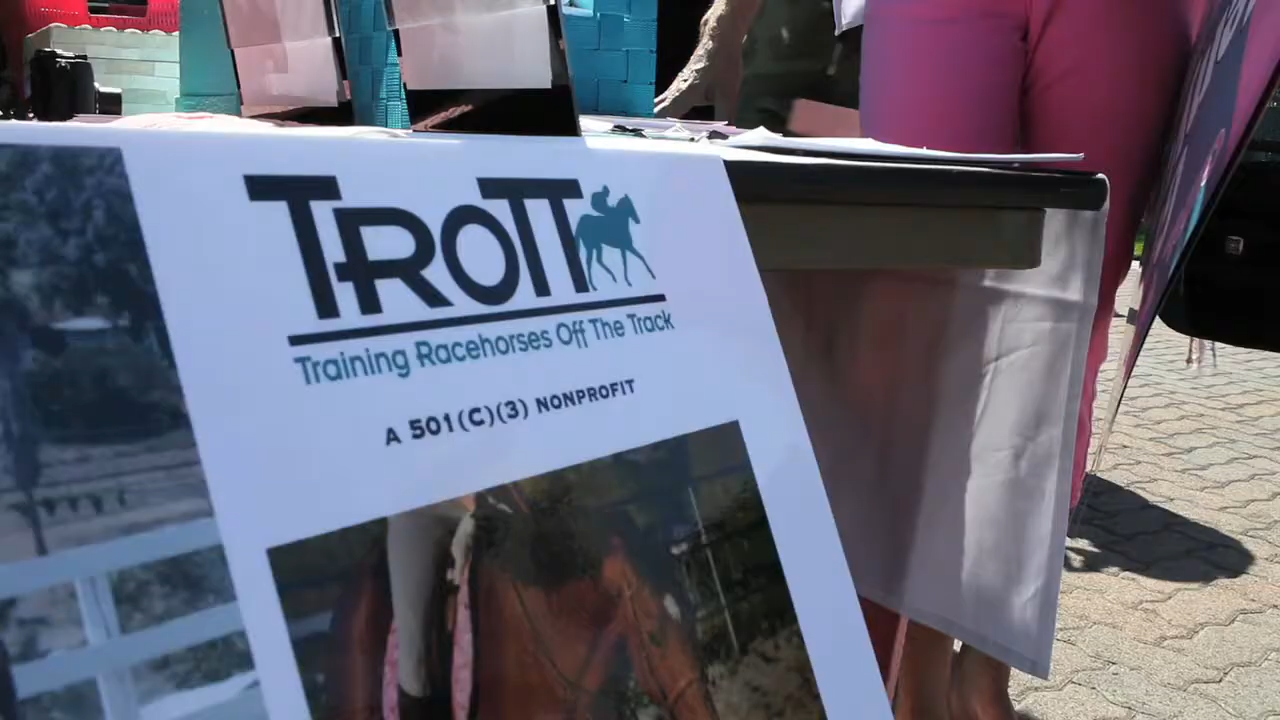 TROTT
Training Racehorses Off The Track
A 501(C)(3) NONPROFIT